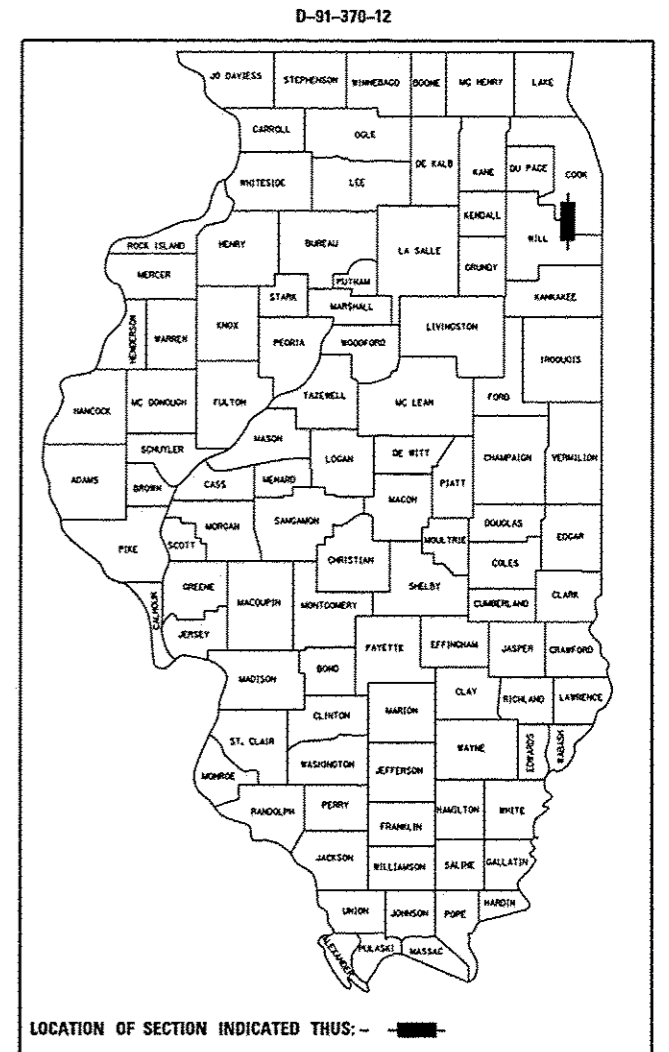 D-91-370-12
JO DAVIESS STEPHENSON WINNEBAGO BOONE MC HENRY LAKE
CARROLL OGLE
DE KALB KANE DU PAGE COOK
WHITESIDE LEE
KENDALL
ROCK ISLAND HENRY BUREAU LA SALLE GRUNDY WILL
MERCER PUTNAM
STARK MARSHALL KANKAKEE
HENDERSON WARREN KNOX PEORIA WOODFORD LIVINGSTON IROQUOIS
HANCOCK MC DONOUGH FULTON TAZEWELL MC LEAN FORD
MASON
SCHUYLER LOGAN DE WITT CHAMPAIGN VERMILION
ADAMS BROWN CASS MENARD MACON PIATT
PIKE SCOTT MORGAN SANGAMON MOULTRIE DOUGLAS EDGAR
CHRISTIAN COLES
CALHOUN GREENE MACOUPIN MONTGOMERY SHELBY CUMBERLAND CLARK
JERSEY FAYETTE EFFINGHAM JASPER CRAWFORD
MADISON BOND CLAY RICHLAND LAWRENCE
CLINTON MARION
ST. CLAIR WAYNE EDWARDS WABASH
MONROE WASHINGTON JEFFERSON
RANDOLPH PERRY HAMILTON WHITE
FRANKLIN
JACKSON WILLIAMSON SALINE GALLATIN
UNION JOHNSON POPE HARDIN
ALEXANDER PULASKI MASSAC
LOCATION OF SECTION INDICATED THUS: -